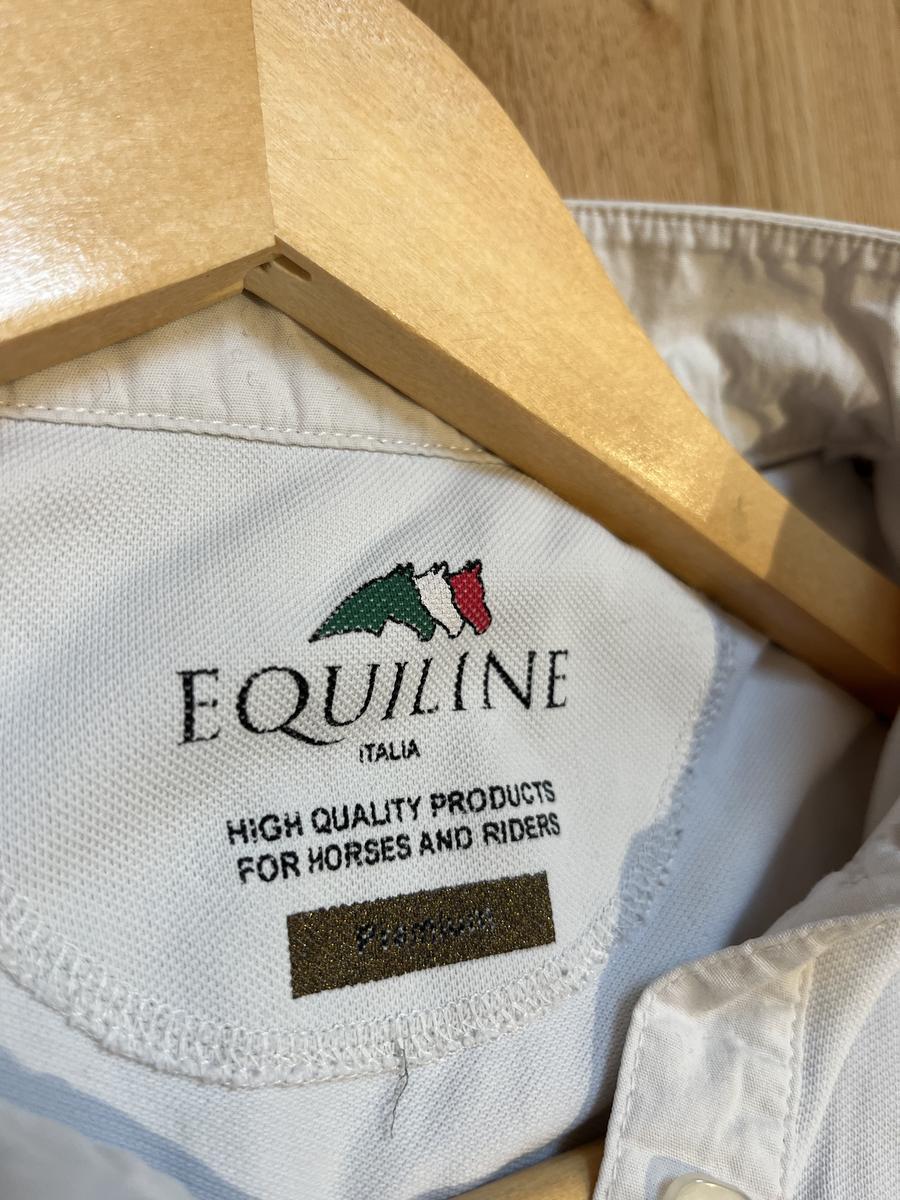 EQUILINE
ITALIA
HIGH QUALITY PRODUCTS
FOR HORSES AND RIDERS
Premium